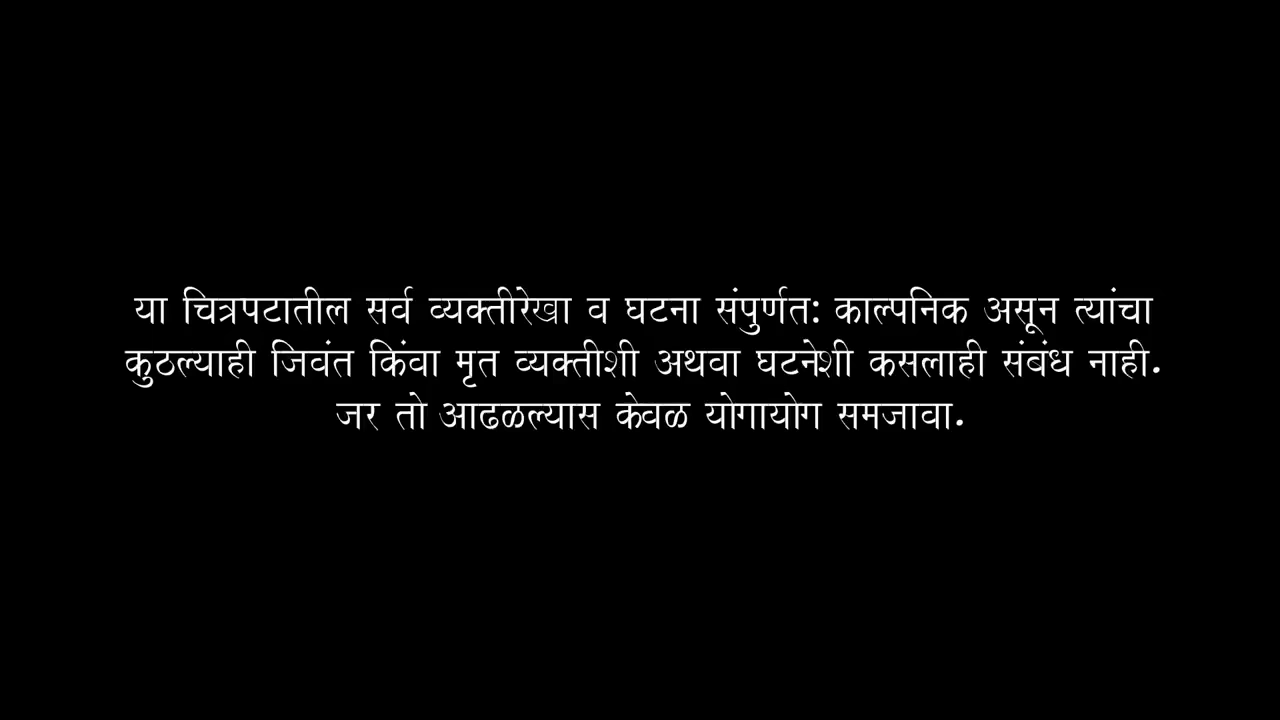 या चित्रपटातील सर्व व्यक्तीरेखा व घटना संपुर्णत: काल्पनिक असून त्यांचा
कुठल्याही जिवंत किंवा मृत व्यक्तीशी अथवा घटनेशी कसलाही संबंध नाही.
जर तो आढळल्यास केवळ योगायोग समजावा.